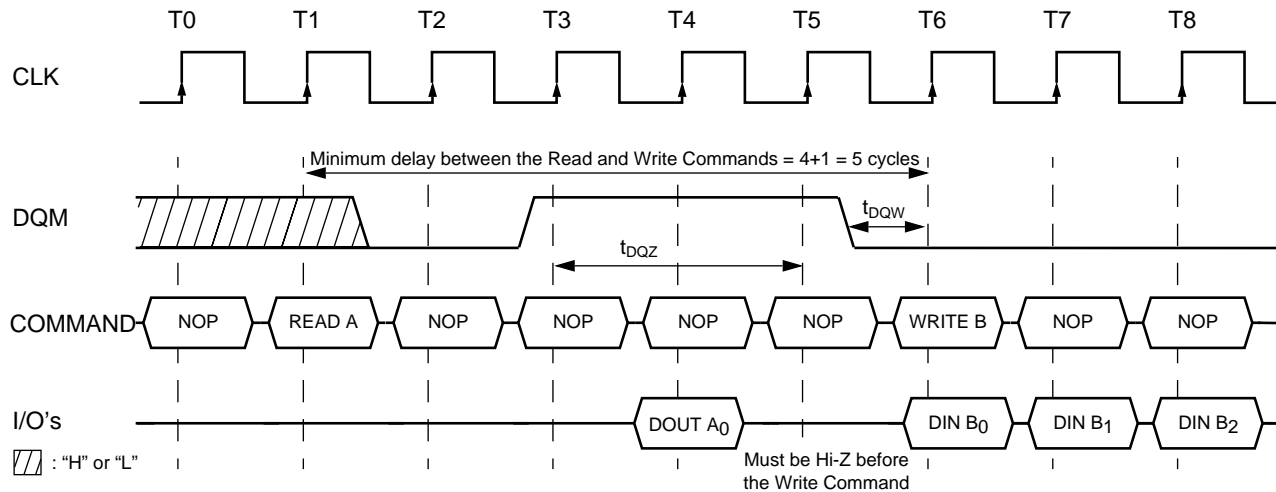 T0 T1 T2 T3 T4 T5 T6 T7 T8
CLK
Minimum delay between the Read and Write Commands = 4+1 = 5 cycles
DQM
tDQW
tDQZ
COMMAND NOP READ A NOP NOP NOP NOP WRITE B NOP NOP
I/O's DOUT A0 DIN B0 DIN B1 DIN B2
: “H” or “L”
Must be Hi-Z before
the Write Command